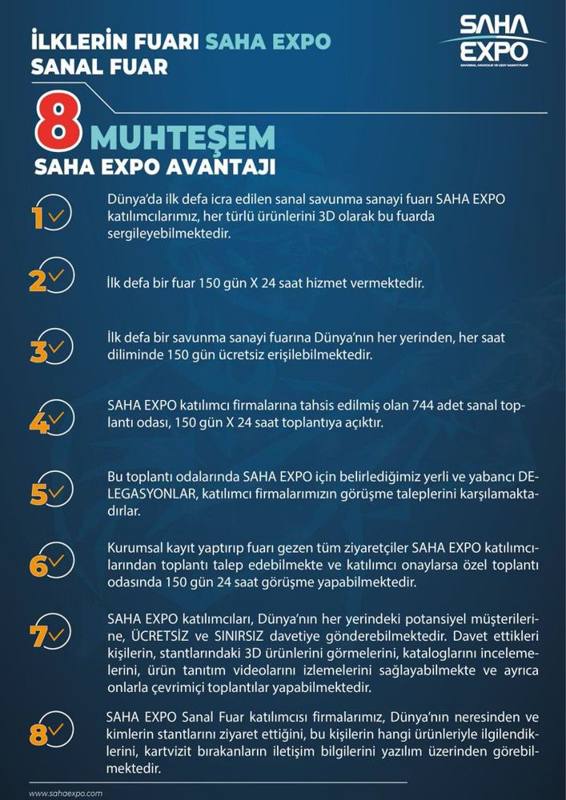 İLKLERİN FUARI SAHA EXPO
SANAL FUAR
SAHA
EXPO
8 MUHTEŞEM
SAHA EXPO AVANTAJI
1
Dünya’da ilk defa icra edilen sanal savunma sanayi fuarı SAHA EXPO
katılımcılarımız, her türlü ürünlerini 3D olarak bu fuarda
sergileyebilmektedir.
2
İlk defa bir fuar 150 gün X 24 saat hizmet vermektedir.
3
İlk defa bir savunma sanayi fuarına Dünya’nın her yerinden, her saat
diliminde 150 gün ücretsiz erişilebilmektedir.
4
SAHA EXPO katılımcı firmalarına tahsis edilmiş olan 744 adet sanal top-
lantı odası, 150 gün X 24 saat toplantıya açıktır.
5
Bu toplantı odalarında SAHA EXPO için belirlediğimiz yerli ve yabancı DE-
LEGASYONLAR, katılımcı firmalarımızın görüşme taleplerini karşılamakta-
dırlar.
6
Kurumsal kayıt yaptırıp fuarı gezen tüm ziyaretçiler SAHA EXPO katılımcı-
larından toplantı talep edebilmekte ve katılımcı onaylarsa özel toplantı
odasında 150 gün 24 saat görüşme yapabilmektedir.
7
SAHA EXPO katılımcıları, Dünya’nın her yerindeki potansiyel müşterileri-
ne, ÜCRETSİZ ve SINIRSIZ davetiye gönderebilmektedir. Davet ettikleri
kişilerin, stantlarındaki 3D ürünlerini görmelerini, kataloglarını inceleme-
lerini, ürün tanıtım videolarını izlemelerini sağlayabilmekte ve ayrıca
onlarla çevrimiçi toplantılar yapabilmektedir.
8
SAHA EXPO Sanal Fuar katılımcısı firmalarımız, Dünya’nın neresinden ve
kimlerin stantlarını ziyaret ettiğini, bu kişilerin hangi ürünleriyle ilgilendik-
lerini, kartvizit bırakanların iletişim bilgilerini yazılım üzerinden görebil-
mektedir.
www.sahaexpo.com